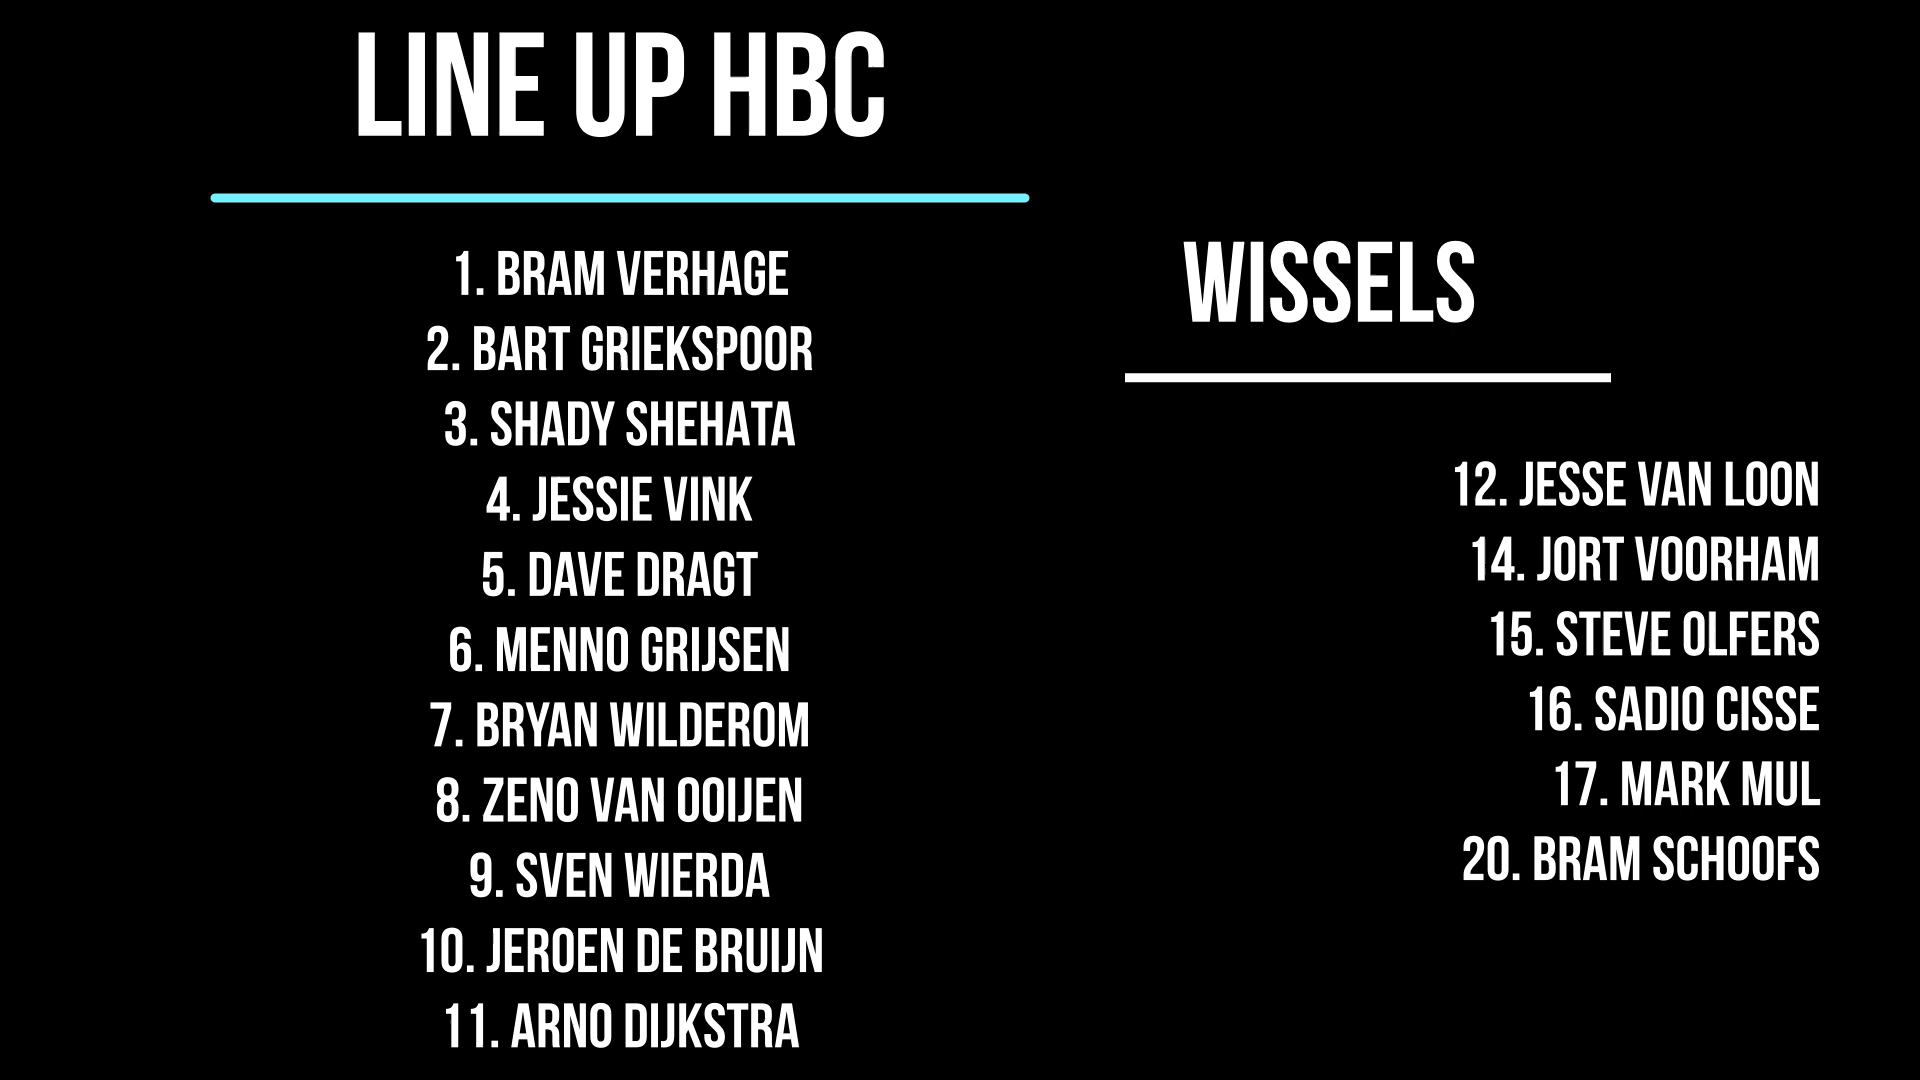 LINE UP HBC
1. BRAM VERHAGE
2. BART GRIEKSPOOR
3. SHADY SHEHATA
4. JESSIE VINK
5. DAVE DRAGT
6. MENNO GRIJSEN
7. BRYAN WILDEROM
8. ZENO VAN OOIJEN
9. SVEN WIERDA
10. JEROEN DE BRUIJN
11. ARNO DIJKSTRA
WISSELS
12. JESSE VAN LOON
14. JORT VOORHAM
15. STEVE OLFERS
16. SADIO CISSE
17. MARK MUL
20. BRAM SCHOOFS